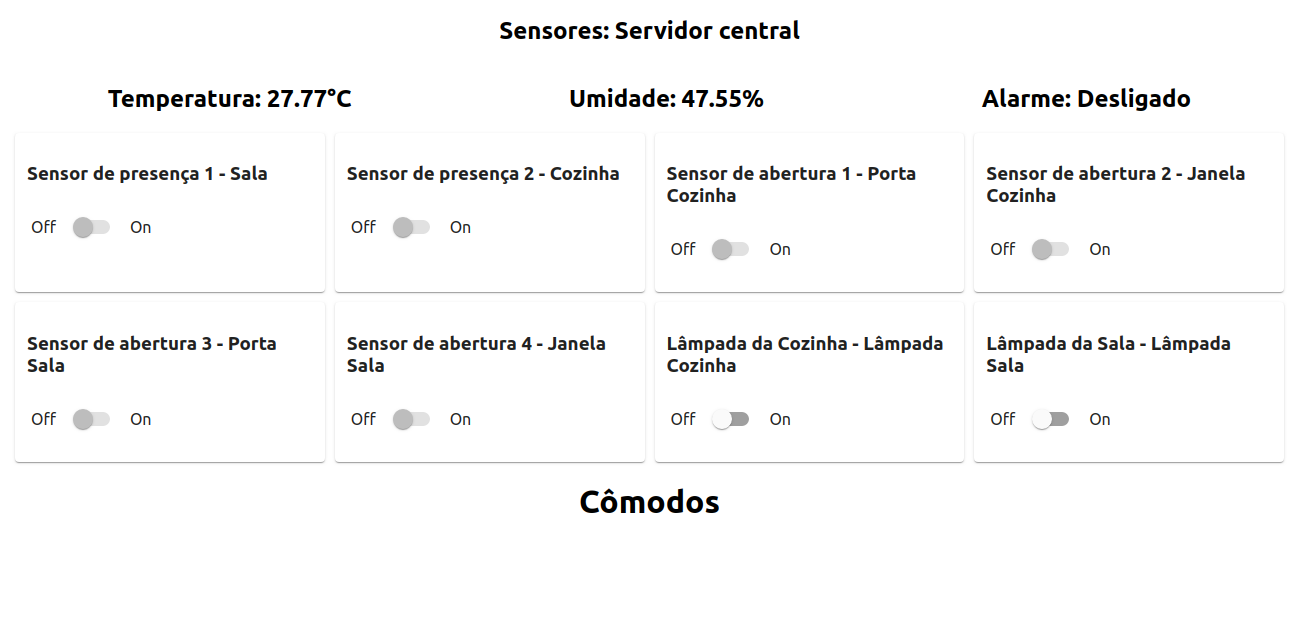 Sensores: Servidor central
Temperatura: 27.77°C
Umidade: 47.55%
Alarme: Desligado
Sensor de presença 1 - Sala
Off On
Sensor de presença 2 - Cozinha
Off On
Sensor de abertura 1 - Porta
Cozinha
Off On
Sensor de abertura 2 - Janela
Cozinha
Off On
Sensor de abertura 3 - Porta
Sala
Off On
Sensor de abertura 4 - Janela
Sala
Off On
Lâmpada da Cozinha - Lâmpada
Cozinha
Off On
Lâmpada da Sala - Lâmpada
Sala
Off On
Cômodos